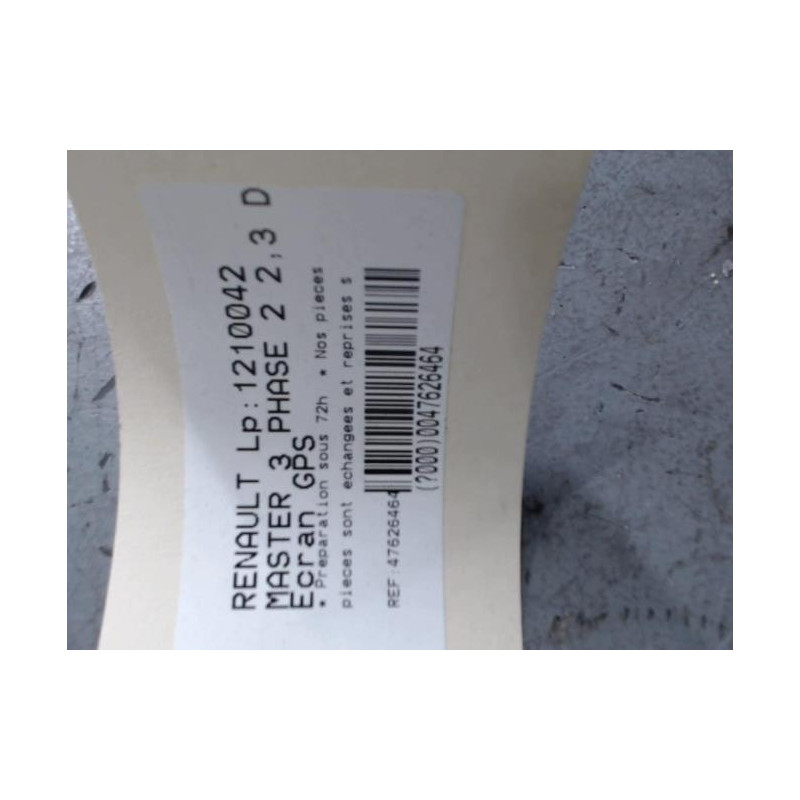 RENAULT Lp:1210042
MASTER 3 PHASE 2 2,3 D
Ecran GPS
* Preparation sous 72h * Nos pieces
pieces sont echangees et reprises s
REF:47626464
(?000)0047626464